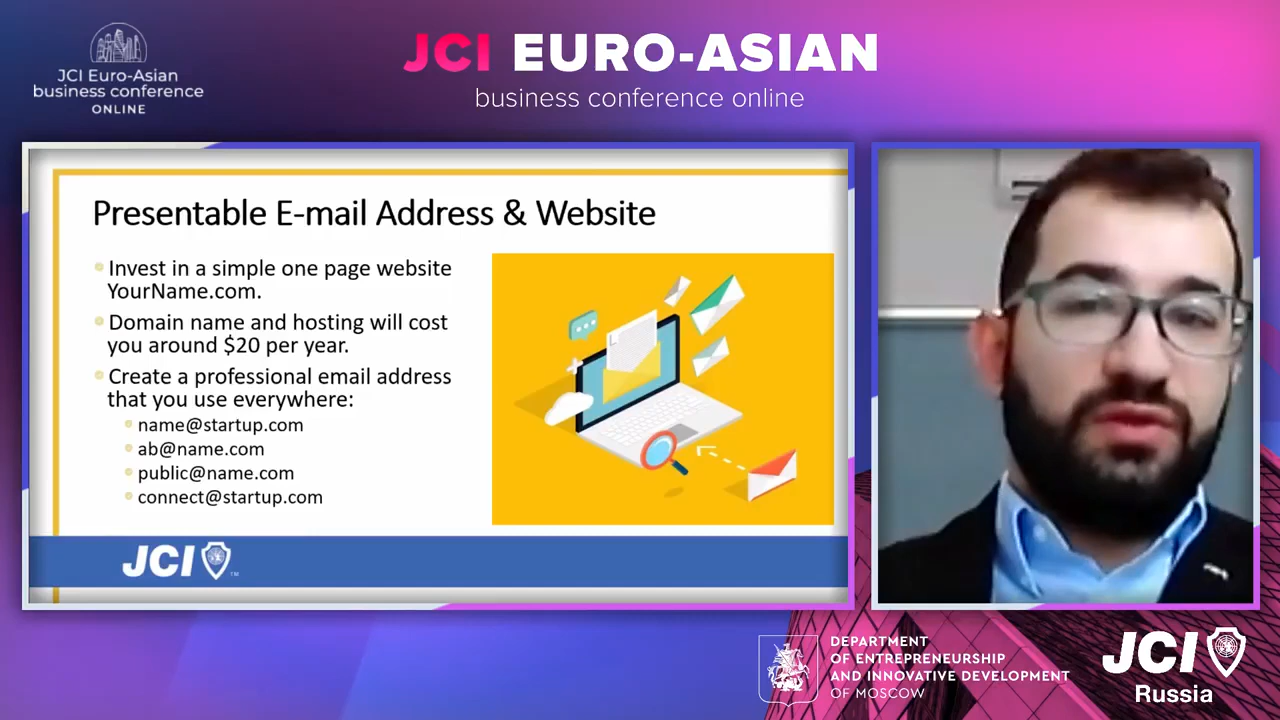 JCI Euro-Asian
business conference
ONLINE
JCI EURO-ASIAN
business conference online
Presentable E-mail Address & Website
Invest in a simple one page website
YourName.com.
Domain name and hosting will cost
you around $20 per year.
Create a professional email address
that you use everywhere:
name@startup.com
ab@name.com
public@name.com
connect@startup.com
JCI
TM
DEPARTMENT
OF ENTREPRENEURSHIP
AND INNOVATIVE DEVELOPMENT
OF MOSCOW
JCI
Russia